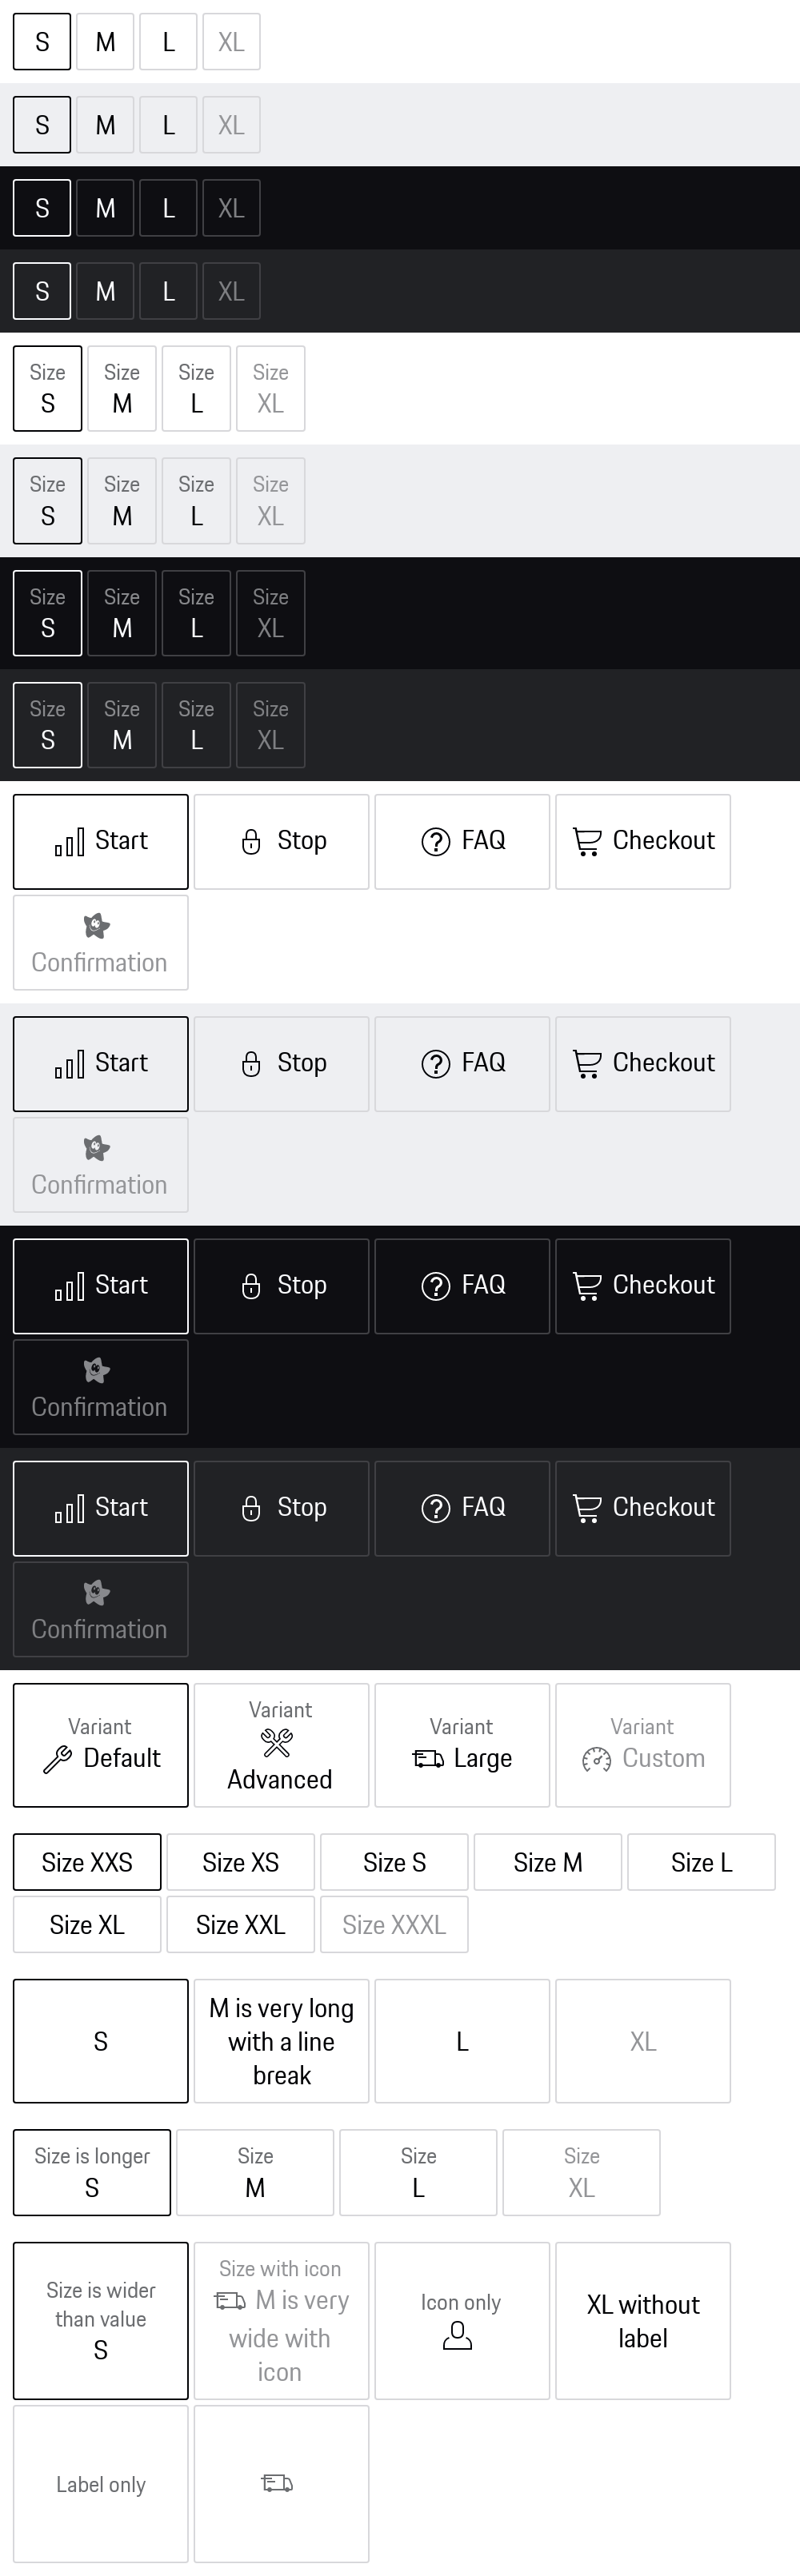 S M L XL
S M L XL
S M L XL
S M L XL
Size Size Size Size
S M L XL
Size Size Size Size
S M L XL
Size Size Size Size
S M L XL
Size Size Size Size
S M L XL
Start Stop FAQ Checkout
Confirmation
Start Stop FAQ Checkout
Confirmation
Start Stop FAQ Checkout
Confirmation
Start Stop FAQ Checkout
Confirmation
Variant
Default
Variant
Advanced
Variant
Large
Variant
Custom
Size XXS Size XS Size S Size M Size L
Size XL Size XXL Size XXXL
S
M is very long
with a line
break
L
XL
Size is longer
S
Size
M
Size
L
Size
XL
Size is wider
than value
S
Size with icon
M is very
wide with
icon
Icon only
XL without
label
Label only